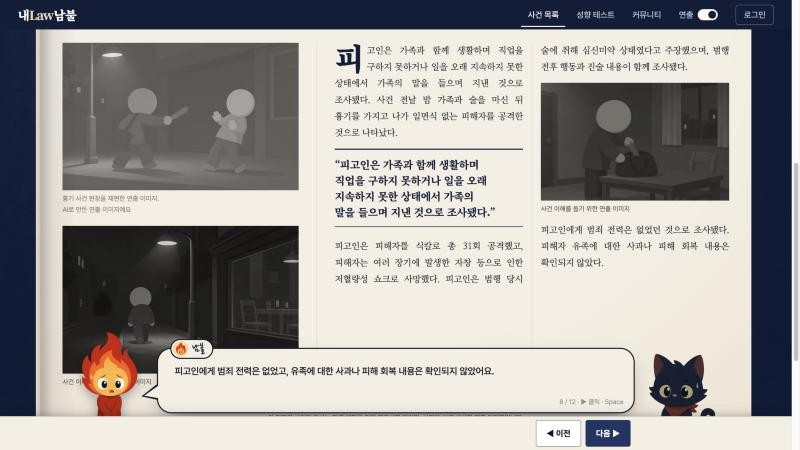 내Law남불
사건 목록
성향 테스트
커뮤니티
연출
로그인
흉기 사건 현장을 재현한 연출 이미지.
AI로 만든 연출 이미지예요
피고인은 가족과 함께 생활하며 직업을
구하지 못하거나 일을 오래 지속하지 못한
상태에서 가족의 말을 들으며 지낸 것으로
조사됐다. 사건 전날 밤 가족과 술을 마신 뒤
흉기를 가지고 나가 일면식 없는 피해자를 공격한
것으로 나타났다.
“피고인은 가족과 함께 생활하며
직업을 구하지 못하거나 일을 오래
지속하지 못한 상태에서 가족의
말을 들으며 지낸 것으로 조사됐다.”
피고인은 피해자를 식칼로 총 31회 공격했고,
피해자는 여러 장기에 발생한 자창 등으로 인한
저혈량성 쇼크로 사망했다. 피고인은 범행 당시
술에 취해 심신미약 상태였다고 주장했으며, 범행
전후 행동과 진술 내용이 함께 조사됐다.
사건 이해를 돕기 위한 연출 이미지
피고인에게 범죄 전력은 없었던 것으로 조사됐다.
피해자 유족에 대한 사과나 피해 회복 내용은
확인되지 않았다.
사건
이미지
남불
피고인에게 범죄 전력은 없었고, 유족에 대한 사과나 피해 회복 내용은 확인되지 않았어요.
8 / 12 · ▶ 클릭 · Space
◀ 이전
다음 ▶